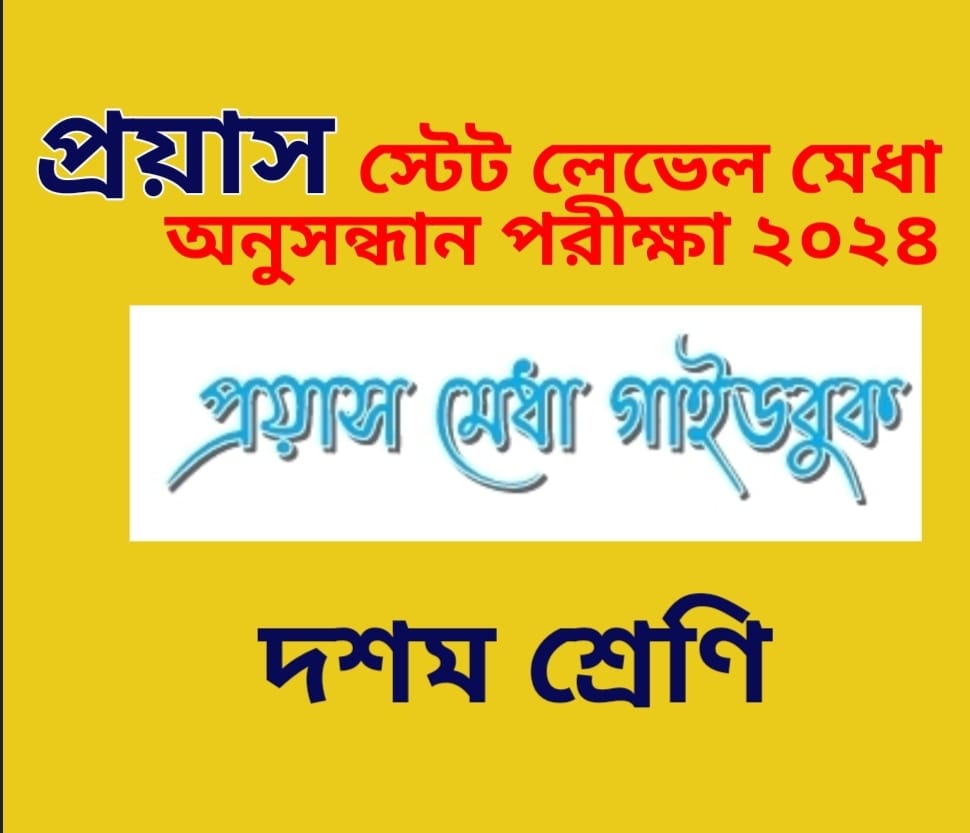 প্রয়াস স্টেট লেভেল মেধা
অনুসন্ধান পরীক্ষা ২০২৪
প্রয়াস মেধা গাইডবুক
দশম শ্রেণি